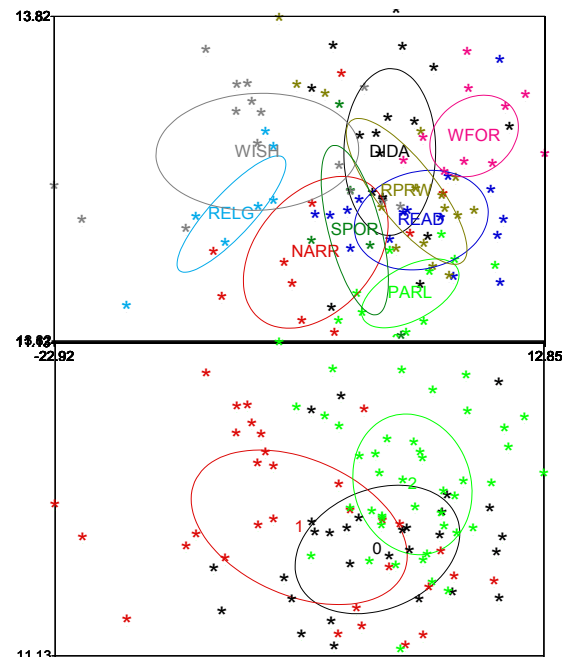 13.82
WFOR
DIDA
WISH
RPRW
RELG
READ
SPOR
NARR
PARL
-22.92 12.85
2
1
0
11.13